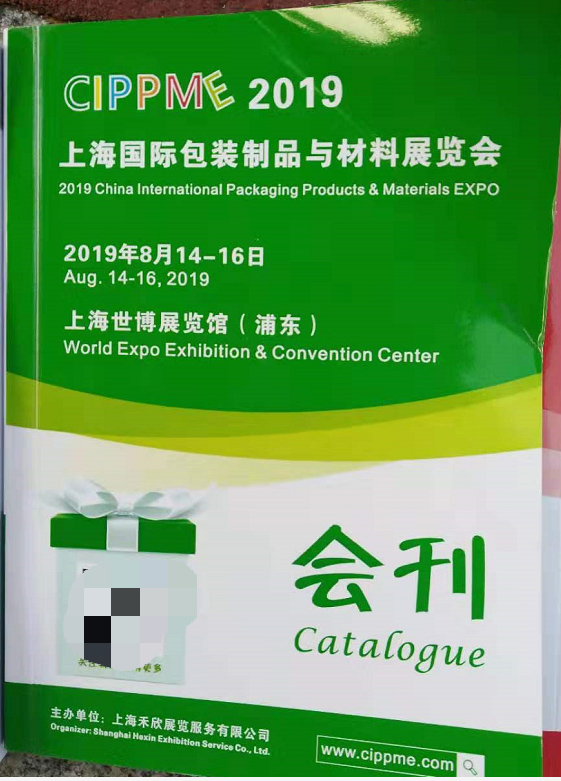 CIPPME 2019
上海国际包装制品与材料展览会
2019 China International Packaging Products & Materials EXPO
2019年8月14-16日
Aug. 14-16, 2019
上海世博展览馆（浦东）
World Expo Exhibition & Convention Center
会刊
Catalogue
更多
主办单位：上海禾欣展览服务有限公司
Organizer: Shanghai Hexin Exhibition Service Co., Ltd.
www.cippme.com